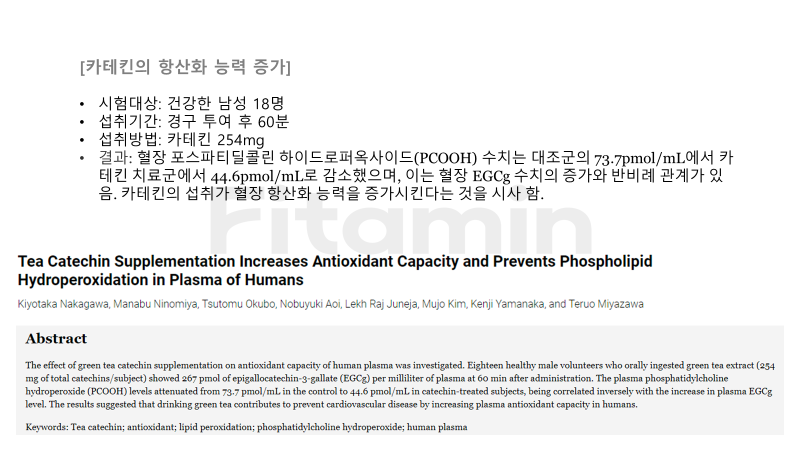 [카테킨의 항산화 능력 증가]
• 시험대상: 건강한 남성 18명
• 섭취기간: 경구 투여 후 60분
• 섭취방법: 카테킨 254mg
• 결과: 혈장 포스파티딜콜린 하이드로퍼옥사이드(PCOOH) 수치는 대조군의 73.7pmol/mL에서 카
테킨 치료군에서 44.6pmol/mL로 감소했으며, 이는 혈장 EGCg 수치의 증가와 반비례 관계가 있
음. 카테킨의 섭취가 혈장 항산화 능력을 증가시킨다는 것을 시사 함.
Fitamin
Tea Catechin Supplementation Increases Antioxidant Capacity and Prevents Phospholipid
Hydroperoxidation in Plasma of Humans
Kiyotaka Nakagawa, Manabu Ninomiya, Tsutomu Okubo, Nobuyuki Aoi, Lekh Raj Juneja, Mujo Kim, Kenji Yamanaka, and Teruo Miyazawa
Abstract
The effect of green tea catechin supplementation on antioxidant capacity of human plasma was investigated. Eighteen healthy male volunteers who orally ingested green tea extract (254
mg of total catechins/subject) showed 267 pmol of epigallocatechin-3-gallate (EGCg) per milliliter of plasma at 60 min after administration. The plasma phosphatidylcholine
hydroperoxide (PCOOH) levels attenuated from 73.7 pmol/mL in the control to 44.6 pmol/mL in catechin-treated subjects, being correlated inversely with the increase in plasma EGCg
level. The results suggested that drinking green tea contributes to prevent cardiovascular disease by increasing plasma antioxidant capacity in humans.
Keywords: Tea catechin; antioxidant; lipid peroxidation; phosphatidylcholine hydroperoxide; human plasma